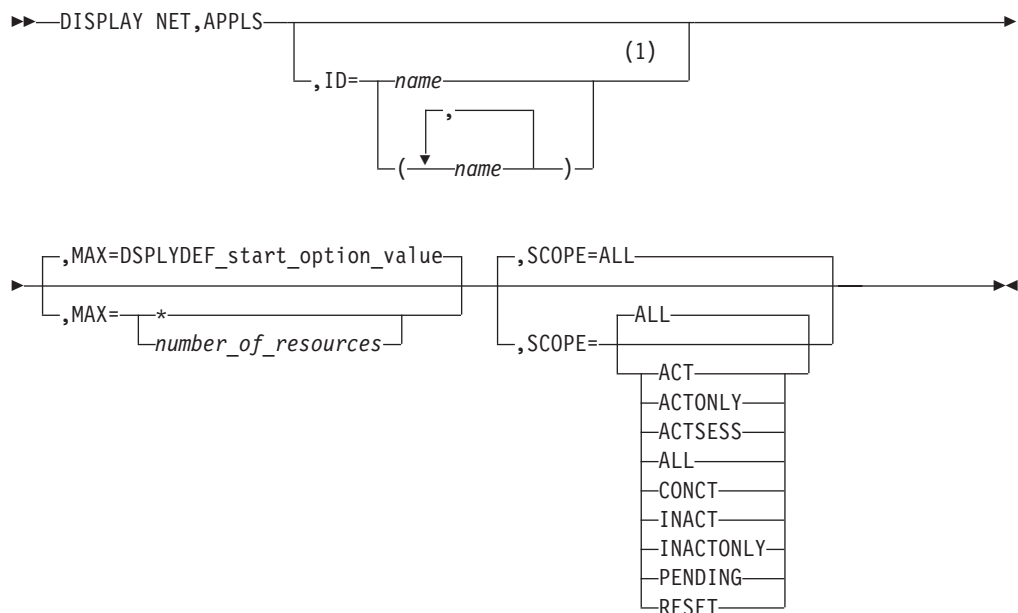 DISPLAY NET,APPLS
(1)
,ID= name
,
( name )
,MAX=DSPLYDEF_start_option_value ,SCOPE=ALL
,MAX= * ALL
number_of_resources ,SCOPE=
ACT
ACTONLY
ACTSESS
ALL
CONCT
INACT
INACTONLY
PENDING
RESET